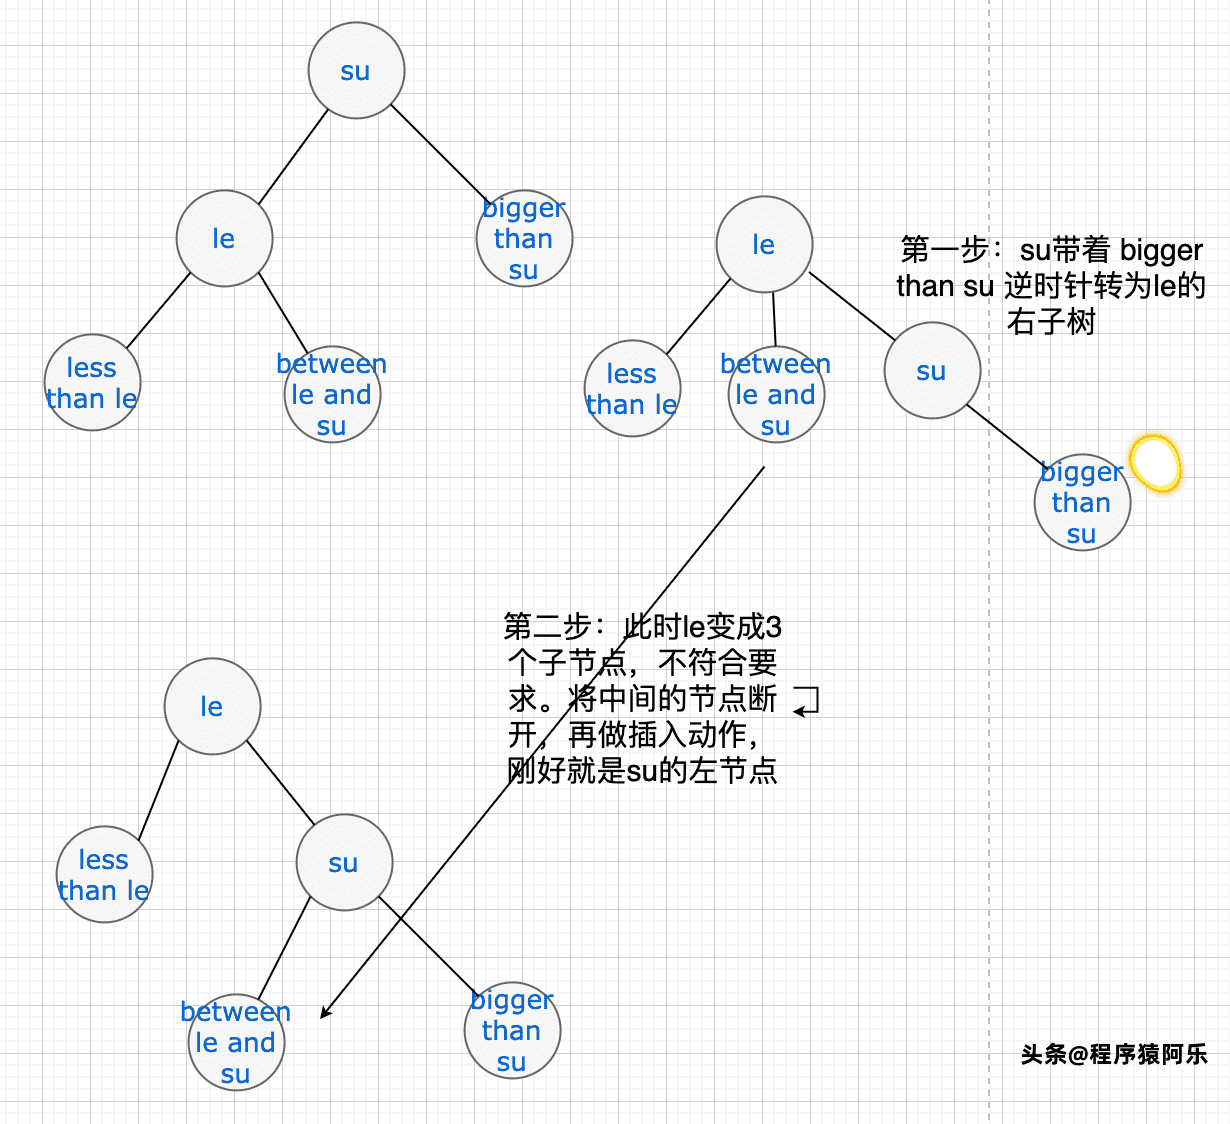 su
le
bigger
than
su
less
than le
between
le and
su
le
第一步：su带着 bigger
than su 逆时针转为le的
右子树
less
than le
between
le and
su
su
bigger
than
su
第二步：此时le变成3
个子节点，不符合要
求。将中间的节点断
开，再做插入动作，
刚好就是su的左节点
le
less
than le
su
between
le and
su
bigger
than
su
头条@程序猿阿乐